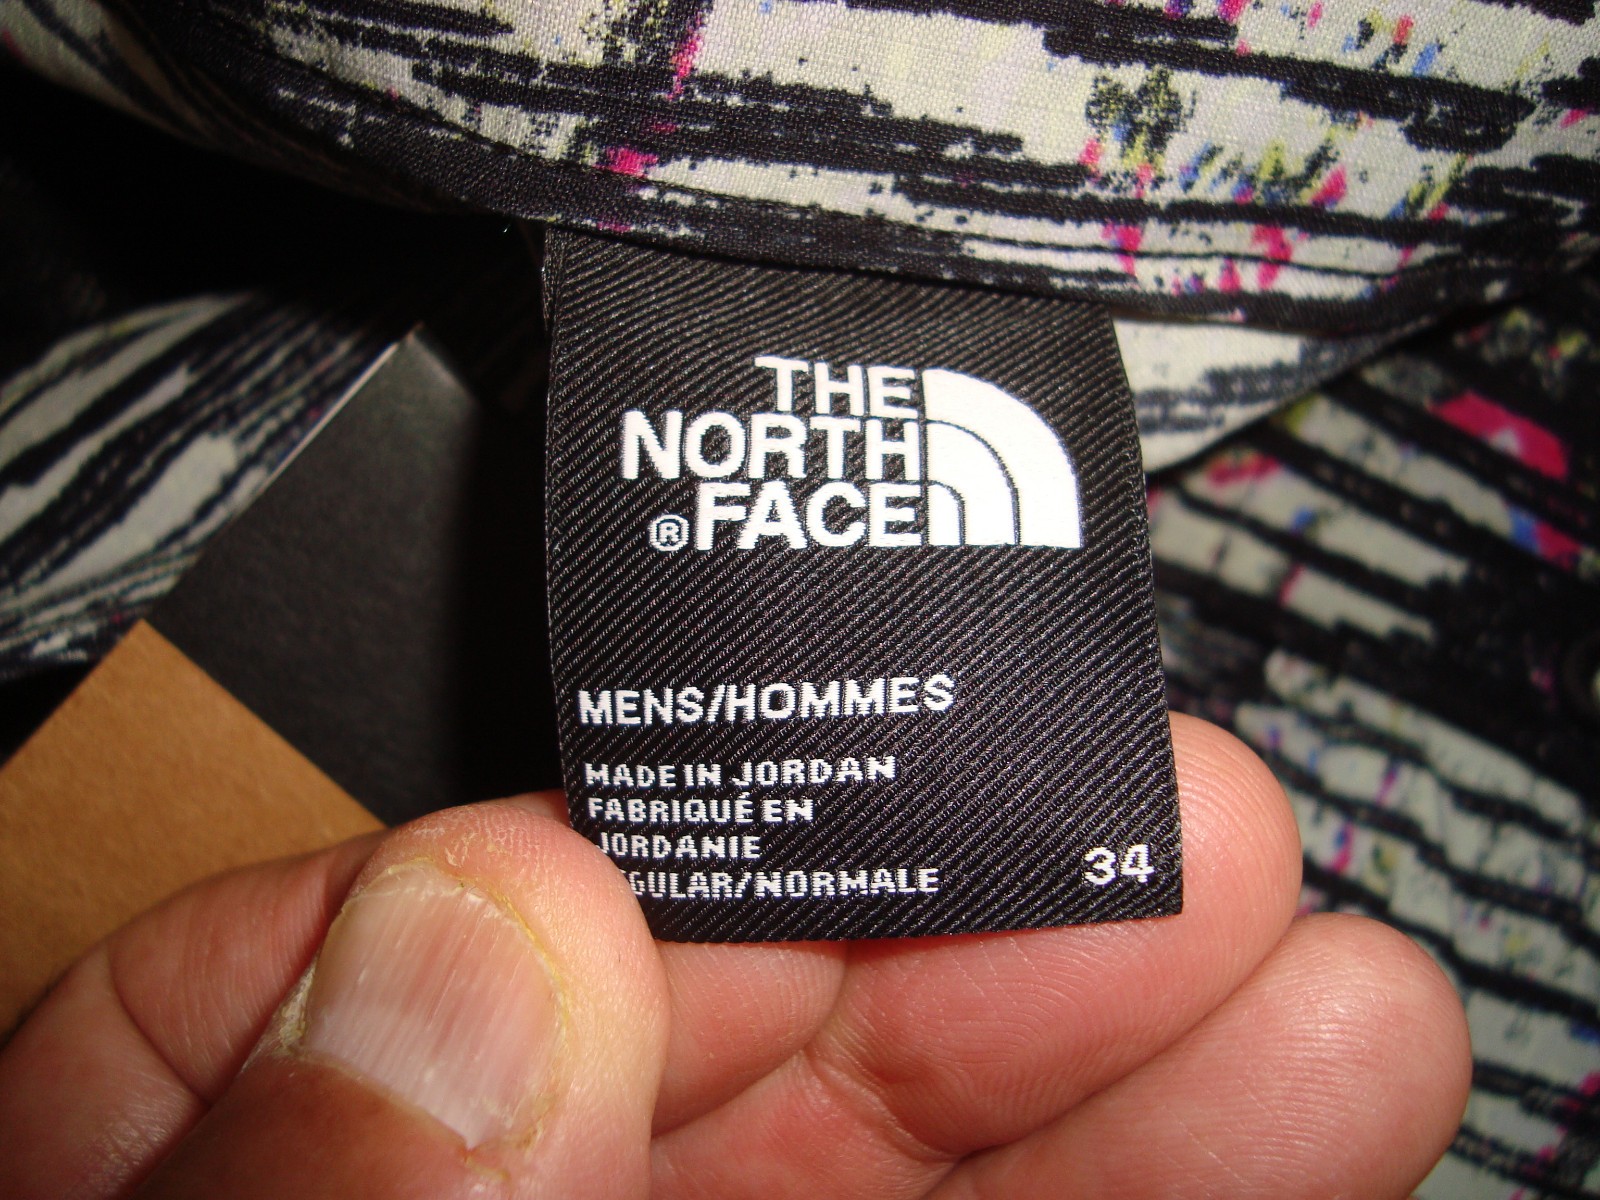 THE
NORTH
® FACE
MENS/HOMMES
MADE IN JORDAN
FABRIQUÉ EN
JORDANIE
GULAR/NORMALE 34